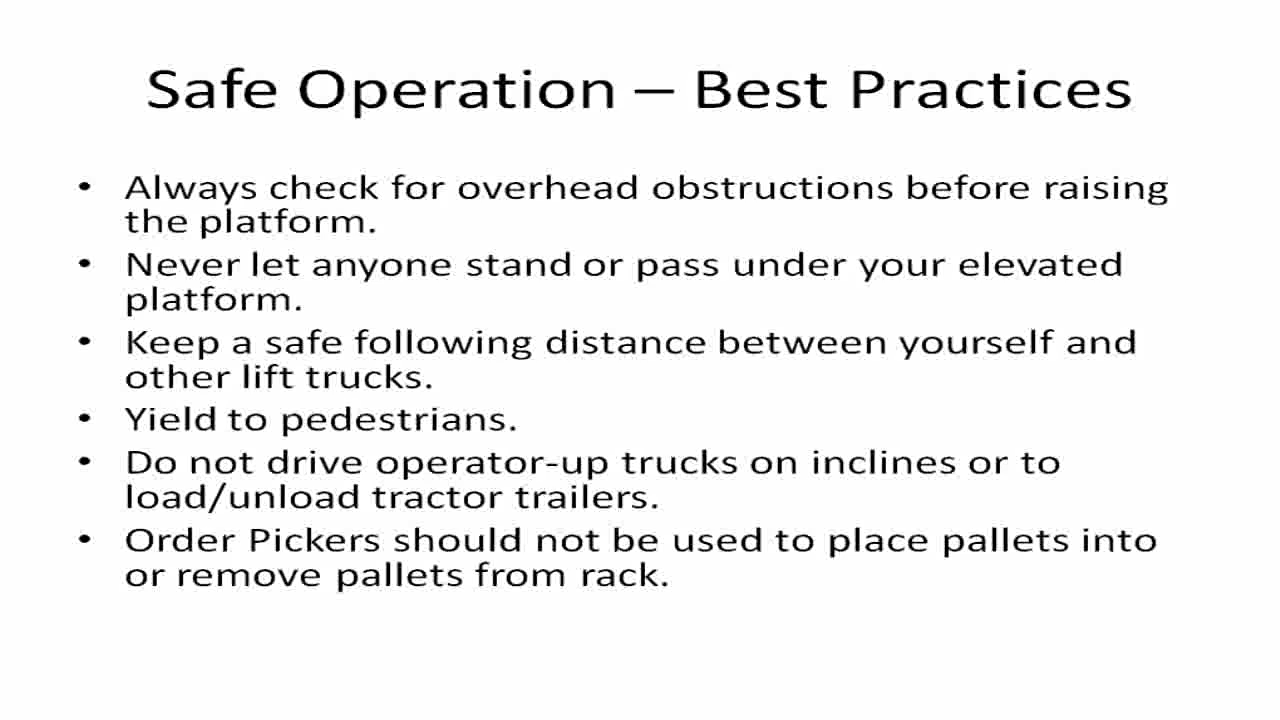 Safe Operation – Best Practices
• Always check for overhead obstructions before raising
the platform.
• Never let anyone stand or pass under your elevated
platform.
• Keep a safe following distance between yourself and
other lift trucks.
• Yield to pedestrians.
• Do not drive operator-up trucks on inclines or to
load/unload tractor trailers.
• Order Pickers should not be used to place pallets into
or remove pallets from rack.